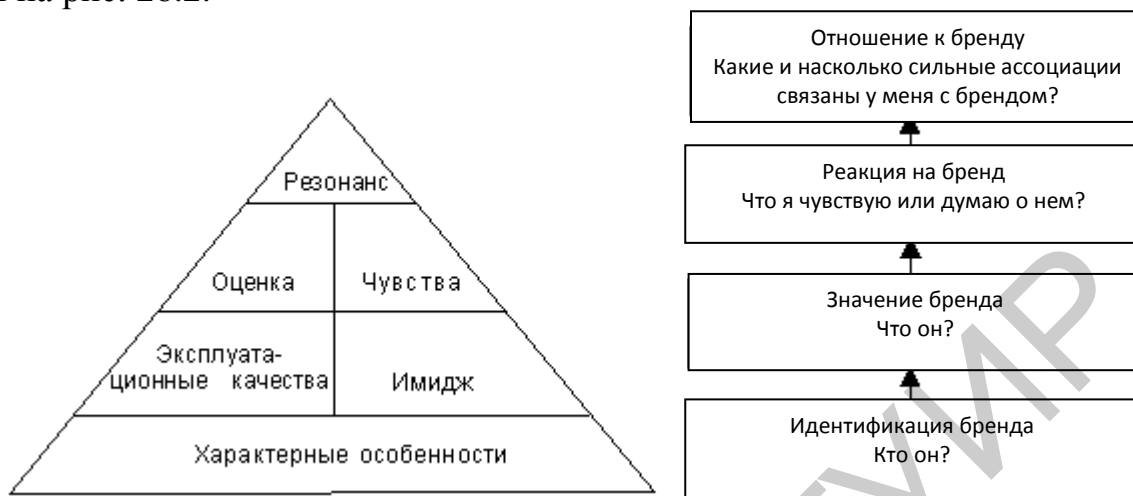 на рис. 26.2.
Резонанс
Оценка
Чувства
Эксплуата-
ционные качества
Имидж
Характерные особенности
Отношение к бренду
Какие и насколько сильные ассоциации
связаны у меня с брендом?
Реакция на бренд
Что я чувствую или думаю о нем?
Значение бренда
Что он?
Идентификация бренда
Кто он?